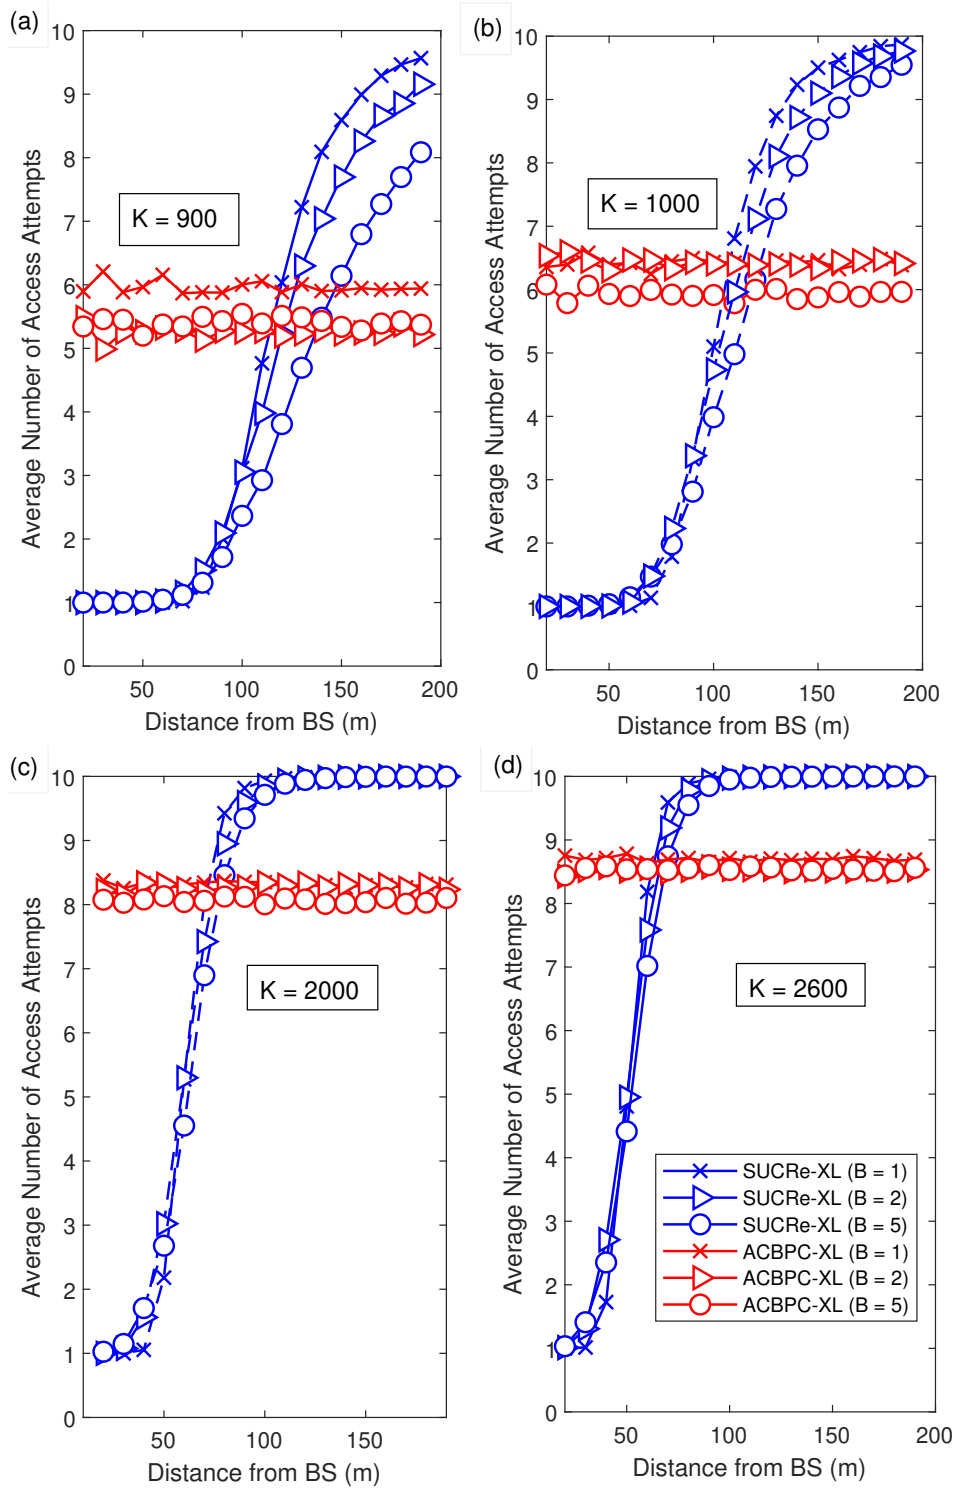 (a)
10
9
8
7
6
5
4
3
2
1
0
50
100
150
200
K = 900
Average Number of Access Attempts
Distance from BS (m)
(b)
10
9
8
7
6
5
4
3
2
1
0
50
100
150
200
K = 1000
Average Number of Access Attempts
Distance from BS (m)
(c)
10
9
8
7
6
5
4
3
2
1
0
50
100
150
K = 2000
Average Number of Access Attempts
Distance from BS (m)
(d)
10
9
8
7
6
5
4
3
2
1
0
50
100
150
200
K = 2600
SUCRe-XL (B = 1)
SUCRe-XL (B = 2)
SUCRe-XL (B = 5)
ACBPC-XL (B = 1)
ACBPC-XL (B = 2)
ACBPC-XL (B = 5)
Average Number of Access Attempts
Distance from BS (m)